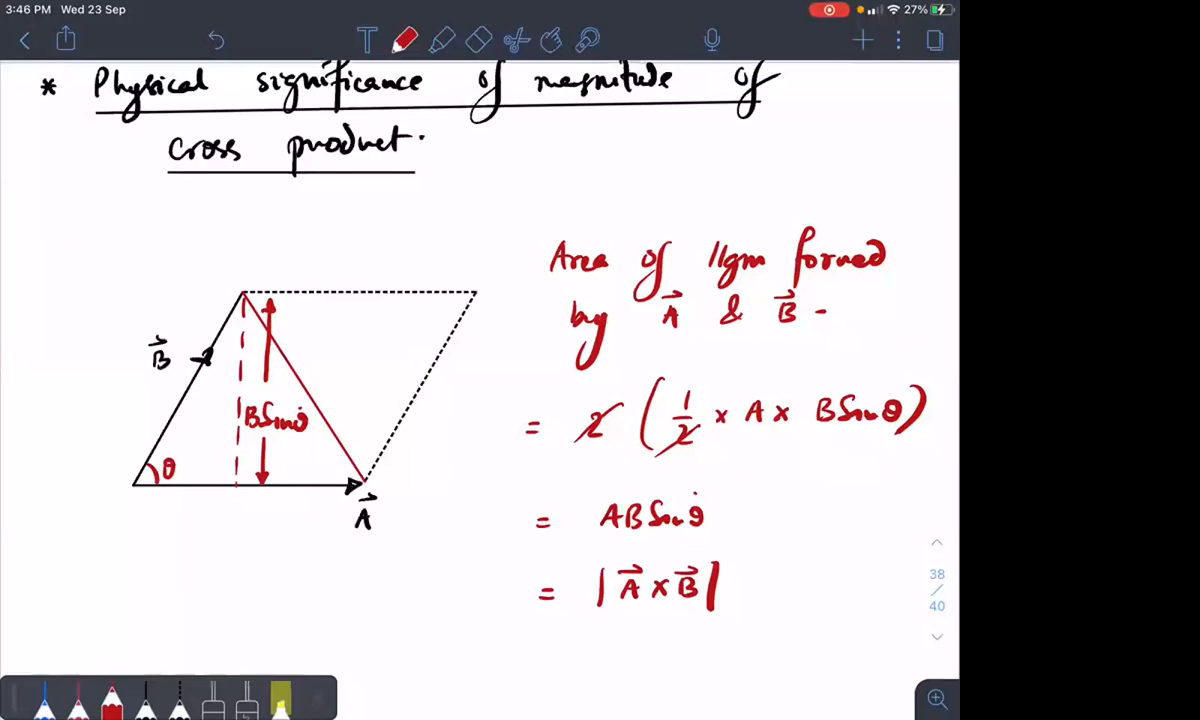 3:46 PM Wed 23 Sep
27%
* Physical significance of magnitude of
cross product.
Area of llgm formed
by A⃗ & B⃗ -
B⃗
= 2 (1/2 × A × BSinθ)
BSinθ
θ
A⃗
= ABSinθ
= |A⃗ × B⃗|
38
/
40